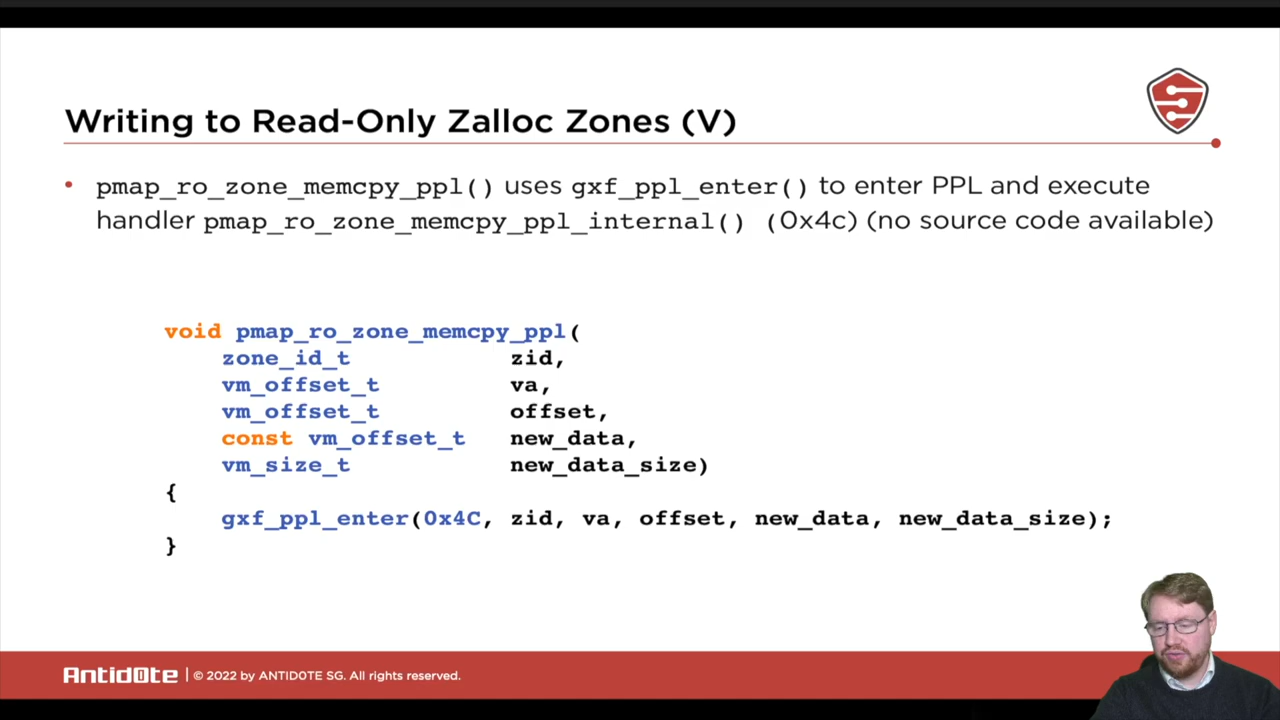 Writing to Read-Only Zalloc Zones (V)
• pmap_ro_zone_memcpy_ppl() uses gxf_ppl_enter() to enter PPL and execute
handler pmap_ro_zone_memcpy_ppl_internal() (0x4c) (no source code available)
void pmap_ro_zone_memcpy_ppl(
zone_id_t zid,
vm_offset_t va,
vm_offset_t offset,
const vm_offset_t new_data,
vm_size_t new_data_size)
{
gxf_ppl_enter(0x4C, zid, va, offset, new_data, new_data_size);
}
Antid0te | © 2022 by ANTID0TE SG. All rights reserved.